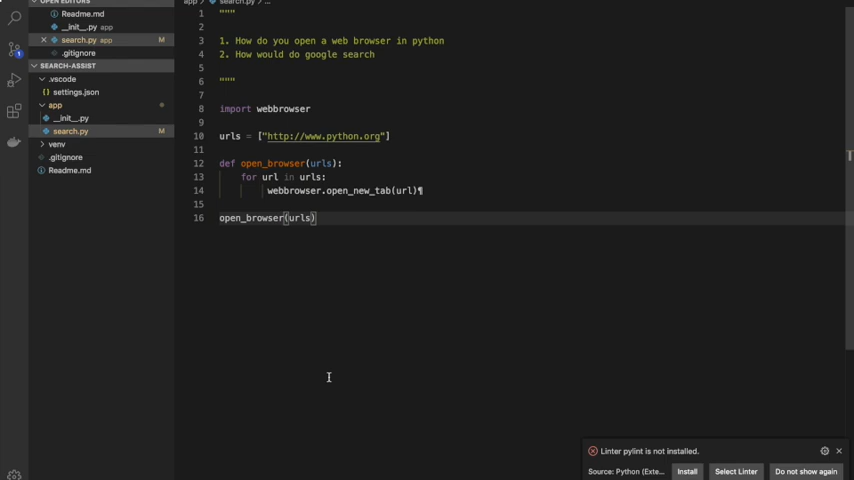 OPEN EDITORS
Readme.md
__init__.py app
× search.py app M
.gitignore
SEARCH-ASSIST
.vscode
{} settings.json
app
__init__.py
search.py M
venv
.gitignore
Readme.md
1
app > search.py > ...
1 """
2
3 1. How do you open a web browser in python
4 2. How would do google search
5
6 """
7
8 import webbrowser
9
10 urls = ["http://www.python.org"]
11
12 def open_browser(urls):
13 for url in urls:
14 webbrowser.open_new_tab(url)¶
15
16 open_browser(urls)
Linter pylint is not installed.
Source: Python (Exte... Install Select Linter Do not show again